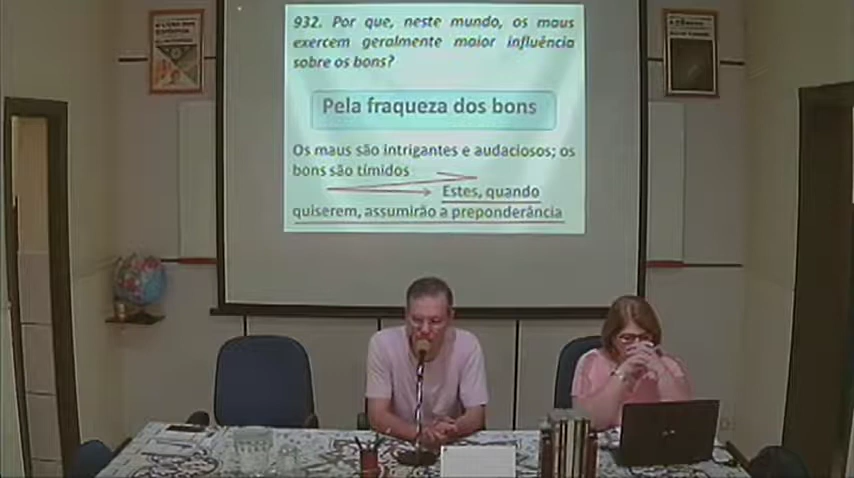 932. Por que, neste mundo, os maus
exercem geralmente maior influência
sobre os bons?
Pela fraqueza dos bons
Os maus são intrigantes e audaciosos; os
bons são tímidos
Estes, quando
quiserem, assumirão a preponderância